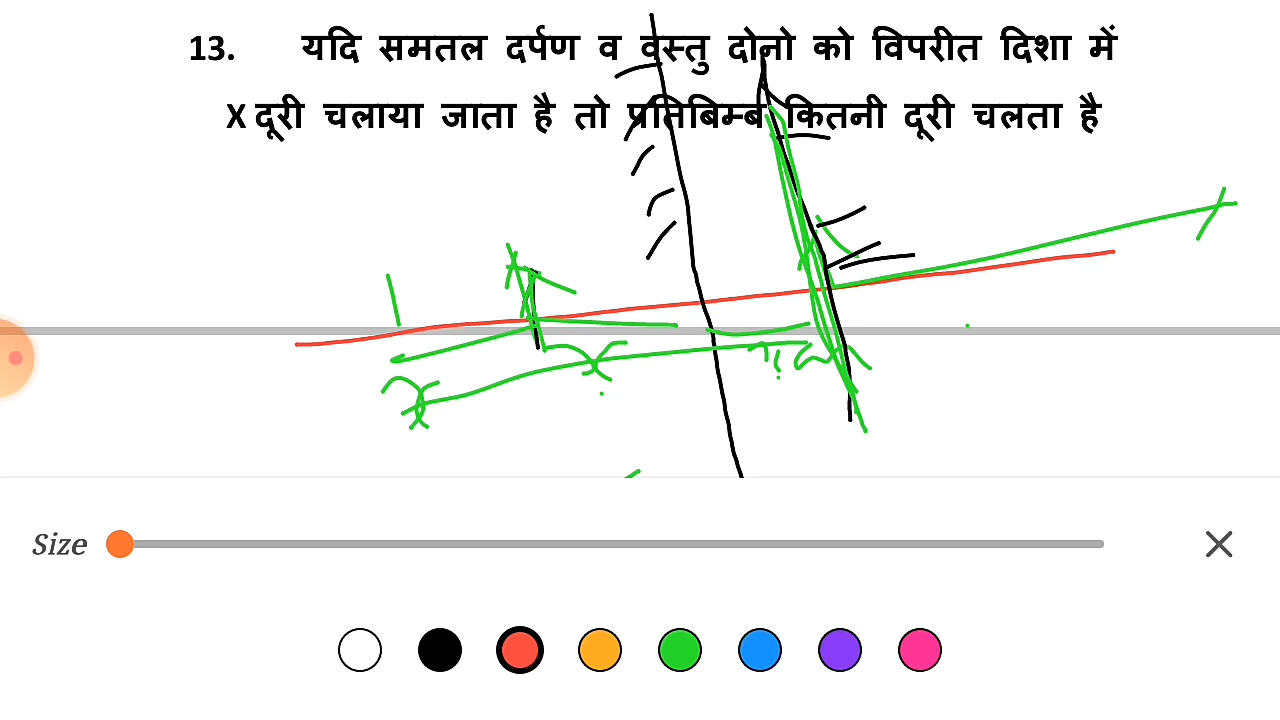 13. यदि समतल दर्पण व वस्तु दोनो को विपरीत दिशा में
X दूरी चलाया जाता है तो प्रतिबिम्ब कितनी दूरी चलता है
x
x
Size